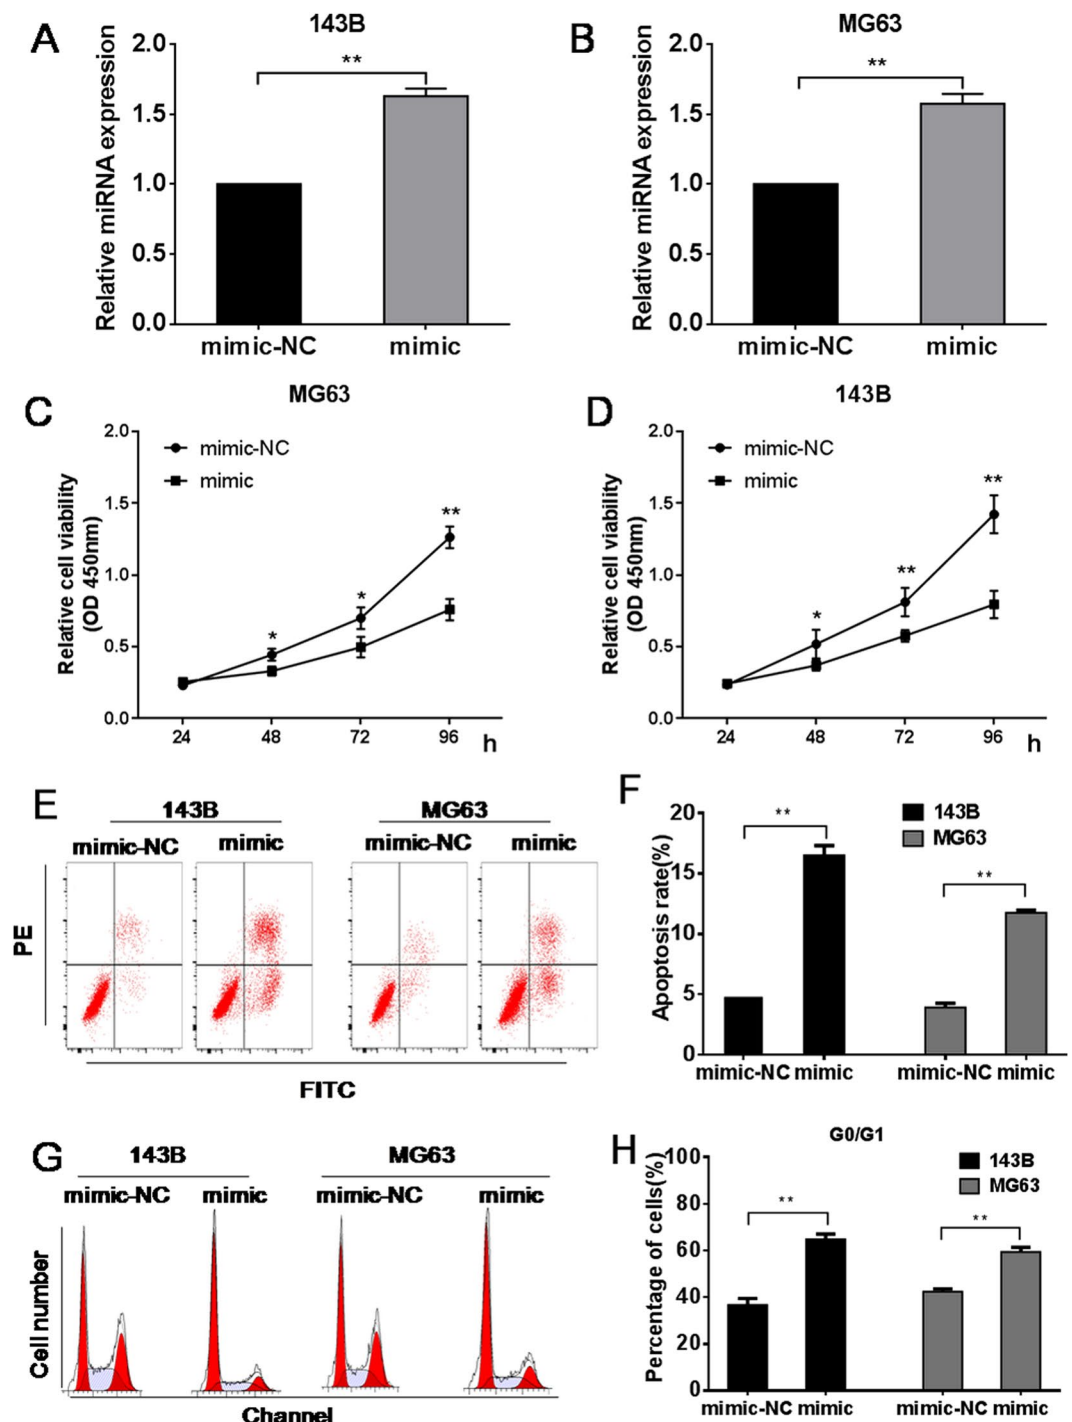 A
143B
Relative miRNA expression
2.0
1.5
1.0
0.5
0.0
**
mimic-NC
mimic
B
MG63
Relative miRNA expression
2.0
1.5
1.0
0.5
0.0
**
mimic-NC
mimic
C
MG63
Relative cell viability
(OD 450nm)
2.0
1.5
1.0
0.5
0.0
mimic-NC
mimic
*
*
**
24 48 72 96 h
D
143B
Relative cell viability
(OD 450nm)
2.0
1.5
1.0
0.5
0.0
mimic-NC
mimic
*
**
**
24 48 72 96 h
E
143B MG63
mimic-NC mimic mimic-NC mimic
PE
FITC
F
Apoptosis rate(%)
20
15
10
5
0
143B
MG63
**
**
mimic-NC mimic mimic-NC mimic
G
143B MG63
mimic-NC mimic mimic-NC mimic
Cell number
Channel
H
G0/G1
Percentage of cells(%)
100
80
60
40
20
0
143B
MG63
**
**
mimic-NC mimic mimic-NC mimic